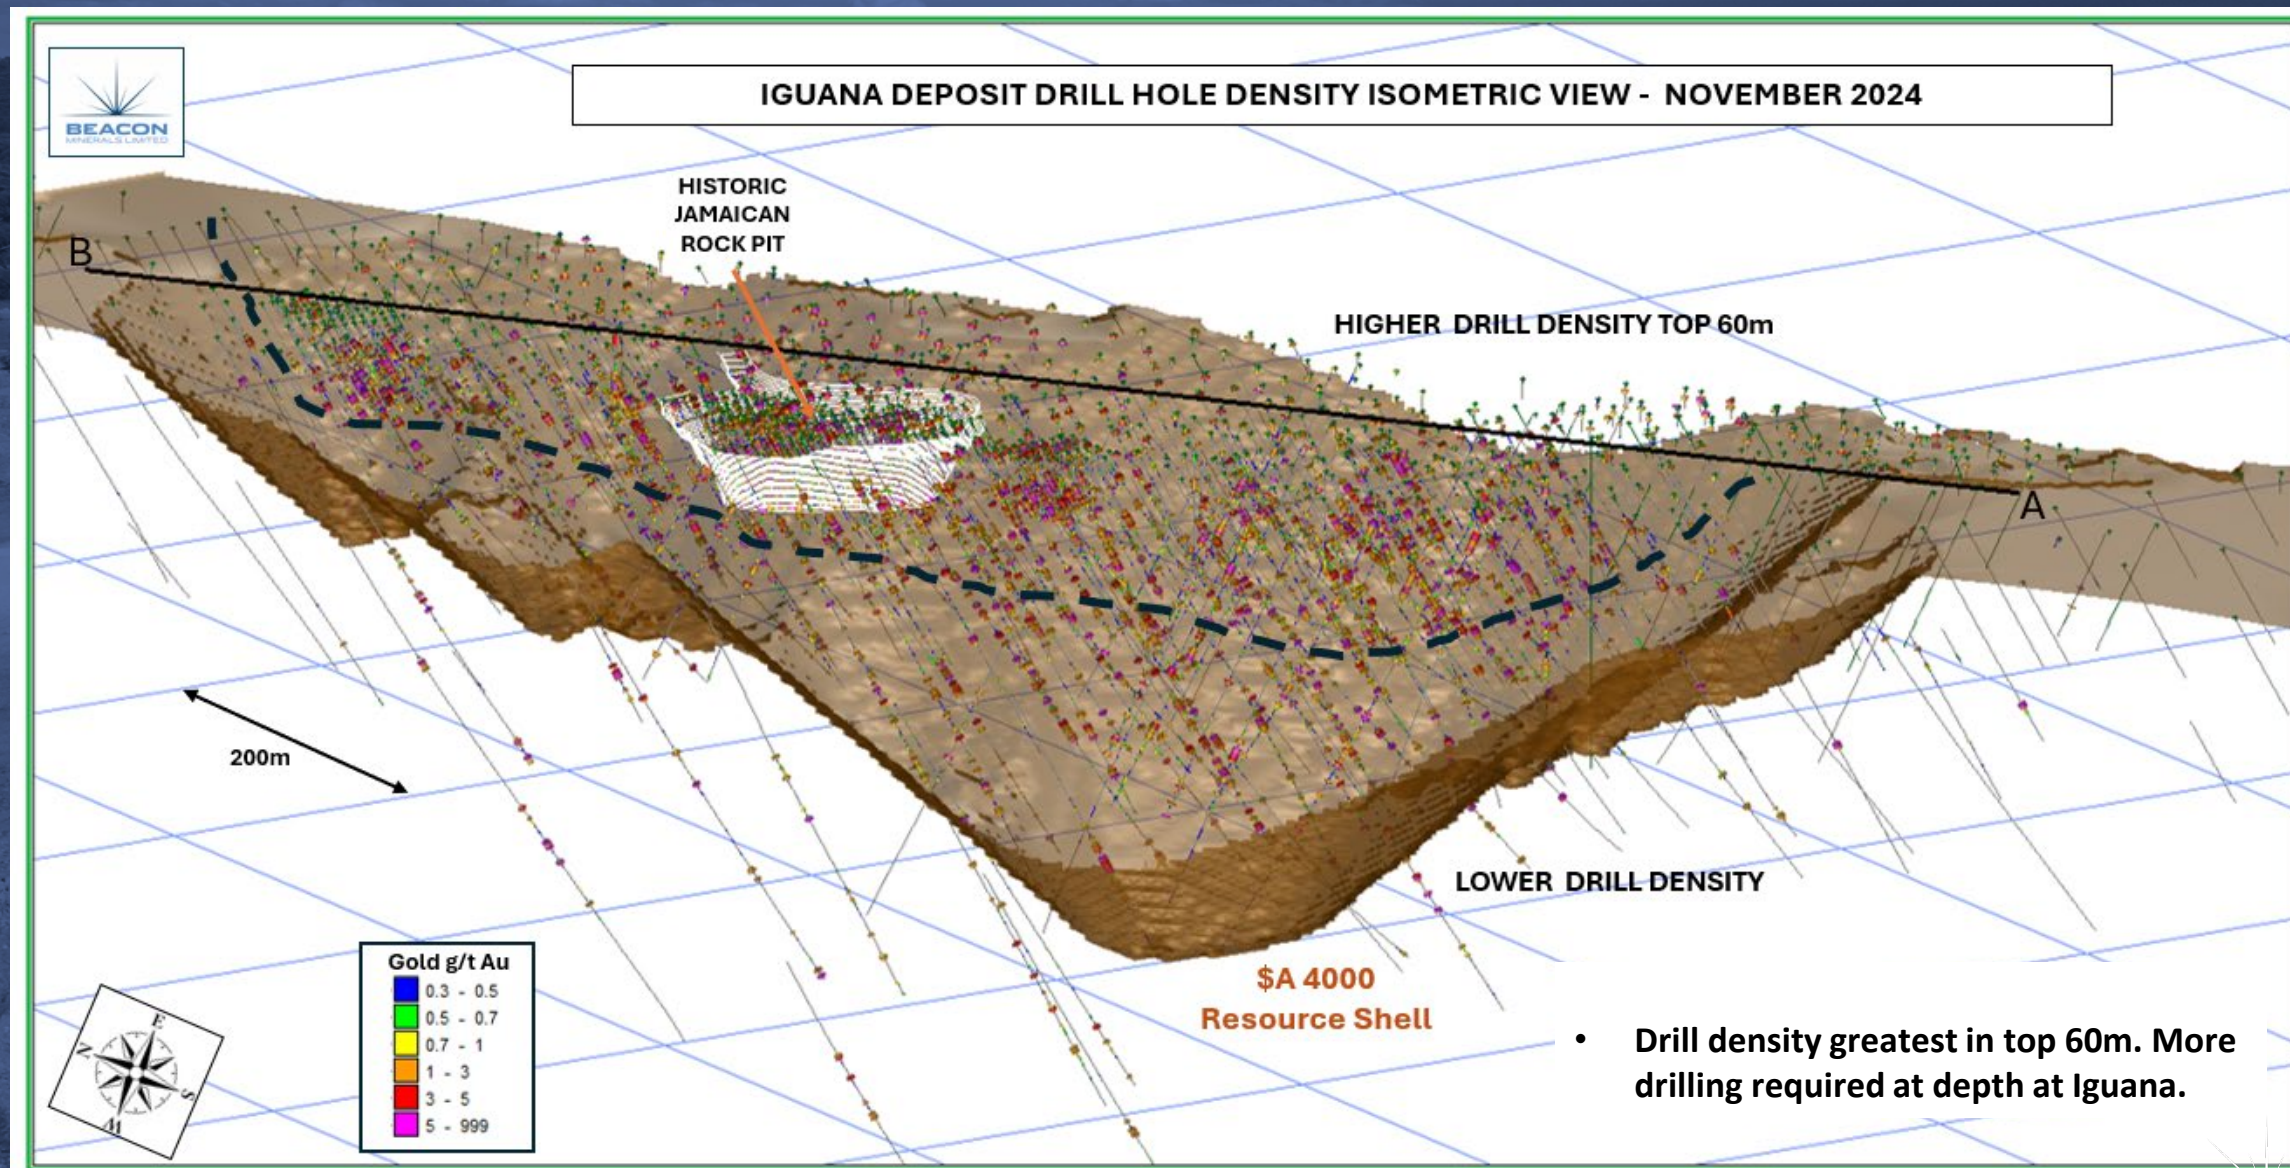 BEACON
MINERALS LIMITED
IGUANA DEPOSIT DRILL HOLE DENSITY ISOMETRIC VIEW - NOVEMBER 2024
HISTORIC
JAMAICAN
ROCK PIT
B
HIGHER DRILL DENSITY TOP 60m
A
200m
LOWER DRILL DENSITY
$A 4000
Resource Shell
Gold g/t Au
0.3 - 0.5
0.5 - 0.7
0.7 - 1
1 - 3
3 - 5
5 - 999
E
N
S
W
• Drill density greatest in top 60m. More
drilling required at depth at Iguana.